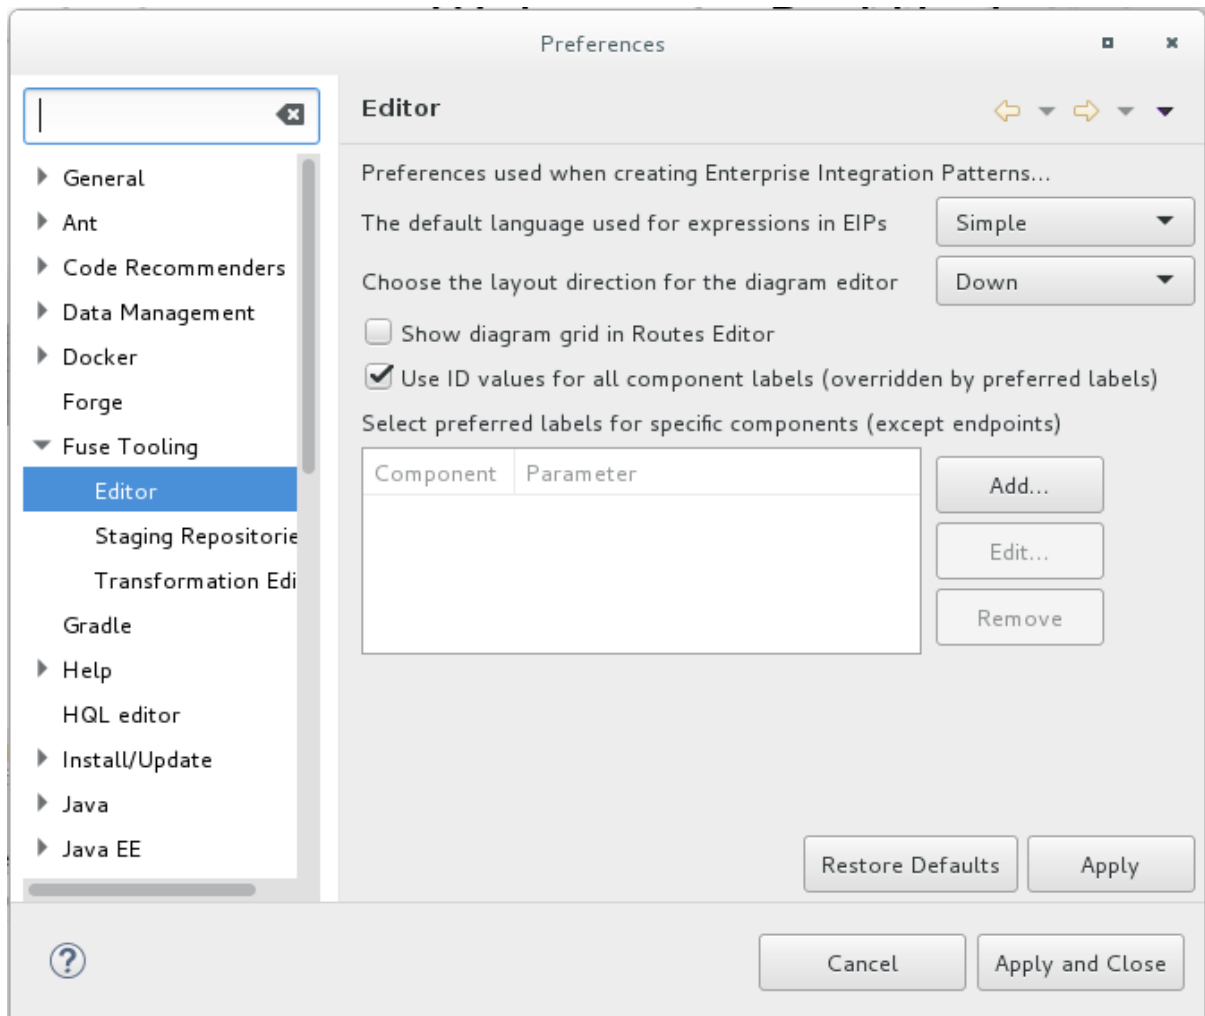 Preferences
Editor
General
Ant
Code Recommenders
Data Management
Docker
Forge
Fuse Tooling
Editor
Staging Repositorie
Transformation Edi
Gradle
Help
HQL editor
Install/Update
Java
Java EE
Preferences used when creating Enterprise Integration Patterns...
The default language used for expressions in EIPs
Simple
Choose the layout direction for the diagram editor
Down
Show diagram grid in Routes Editor
Use ID values for all component labels (overridden by preferred labels)
Select preferred labels for specific components (except endpoints)
Component Parameter
Add...
Edit...
Remove
Restore Defaults
Apply
?
Cancel
Apply and Close